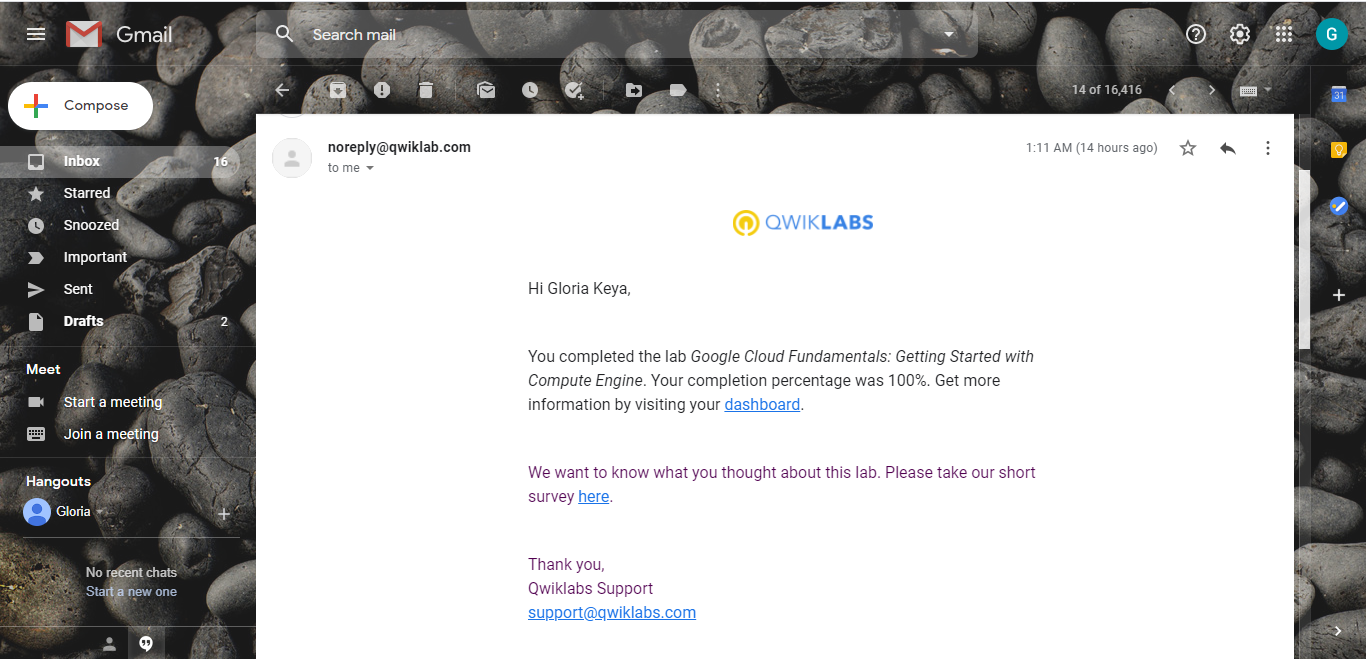 Gmail
Search mail
G
Compose
14 of 16,416
31
Inbox 16
Starred
Snoozed
Important
Sent
Drafts 2
Meet
Start a meeting
Join a meeting
Hangouts
Gloria
No recent chats
Start a new one
noreply@qwiklab.com
1:11 AM (14 hours ago)
to me
QWIKLABS
Hi Gloria Keya,
You completed the lab Google Cloud Fundamentals: Getting Started with
Compute Engine. Your completion percentage was 100%. Get more
information by visiting your dashboard.
We want to know what you thought about this lab. Please take our short
survey here.
Thank you,
Qwiklabs Support
support@qwiklabs.com